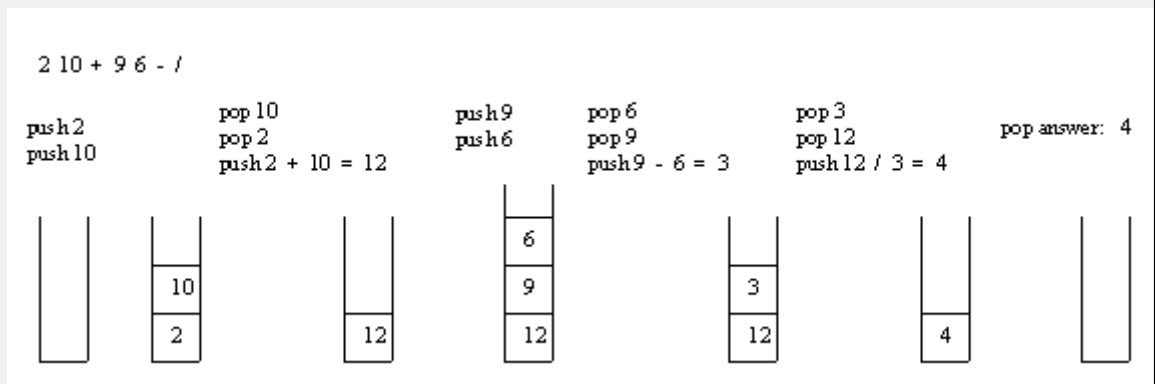 2 10 + 9 6 - /
push 2
push 10
pop 10
pop 2
push 2 + 10 = 12
push 9
push 6
pop 6
pop 9
push 9 - 6 = 3
pop 3
pop 12
push 12 / 3 = 4
pop answer: 4
10
2
12
6
9
12
3
12
4